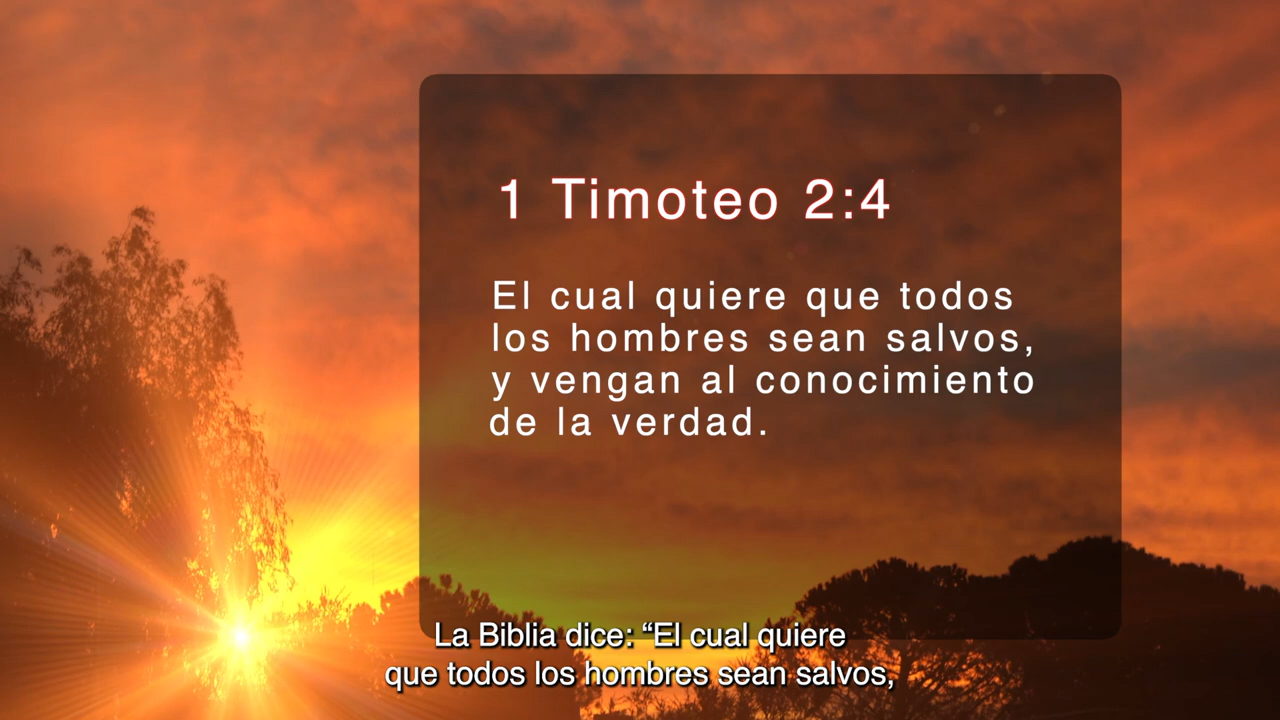 1 Timoteo 2:4
El cual quiere que todos
los hombres sean salvos,
y vengan al conocimiento
de la verdad.
La Biblia dice: “El cual quiere
que todos los hombres sean salvos,